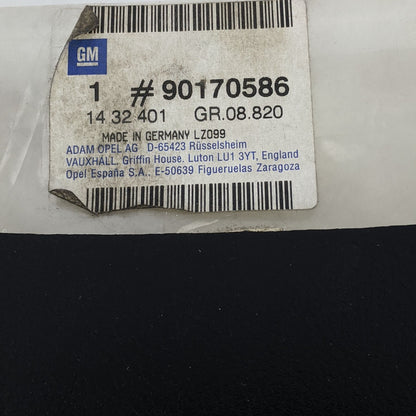 GM
1 #90170586
14 32 401 GR.08.820
MADE IN GERMANY LZ099
ADAM OPEL AG D-65423 Rüsselsheim
VAUXHALL, Griffin House, Luton LU1 3YT, England
Opel España S.A., E-50639 Figueruelas Zaragoza